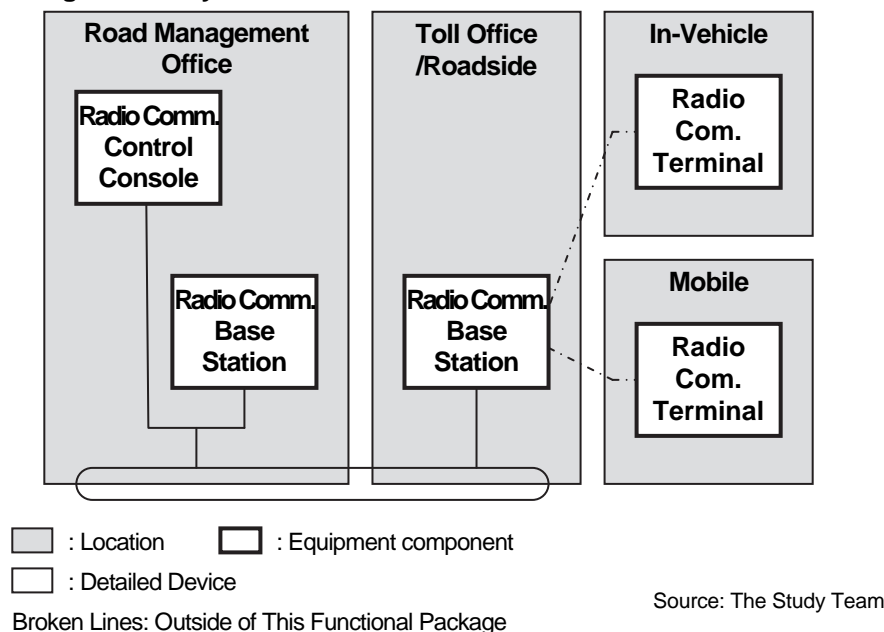 Road Management
Office
Radio Comm.
Control
Console
Radio Comm.
Base
Station
Toll Office
/Roadside
Radio Comm.
Base
Station
In-Vehicle
Radio
Com.
Terminal
Mobile
Radio
Com.
Terminal
: Location
: Equipment component
: Detailed Device
Source: The Study Team
Broken Lines: Outside of This Functional Package